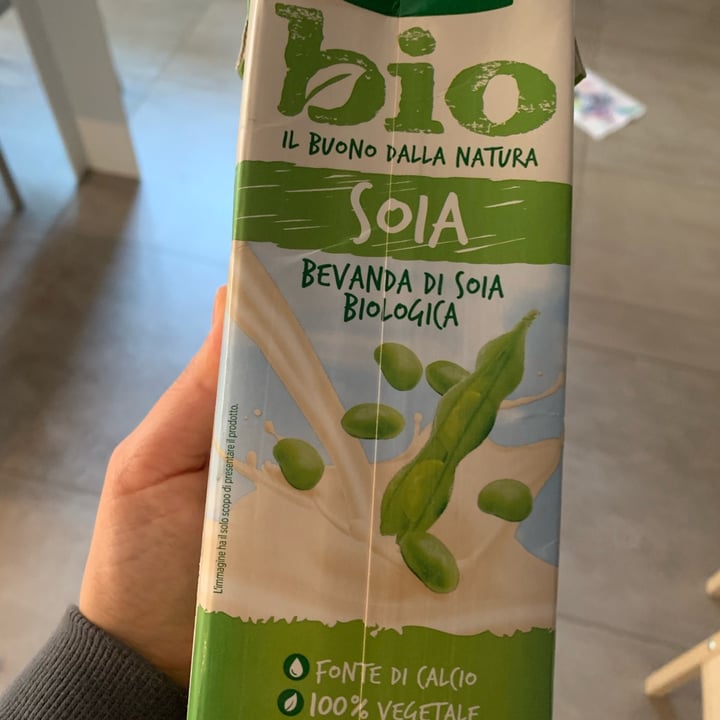 bio
IL BUONO DALLA NATURA
SOIA
BEVANDA DI SOIA
BIOLOGICA
L'immagine ha il solo scopo di presentare il prodotto.
FONTE DI CALCIO
100% VEGETALE